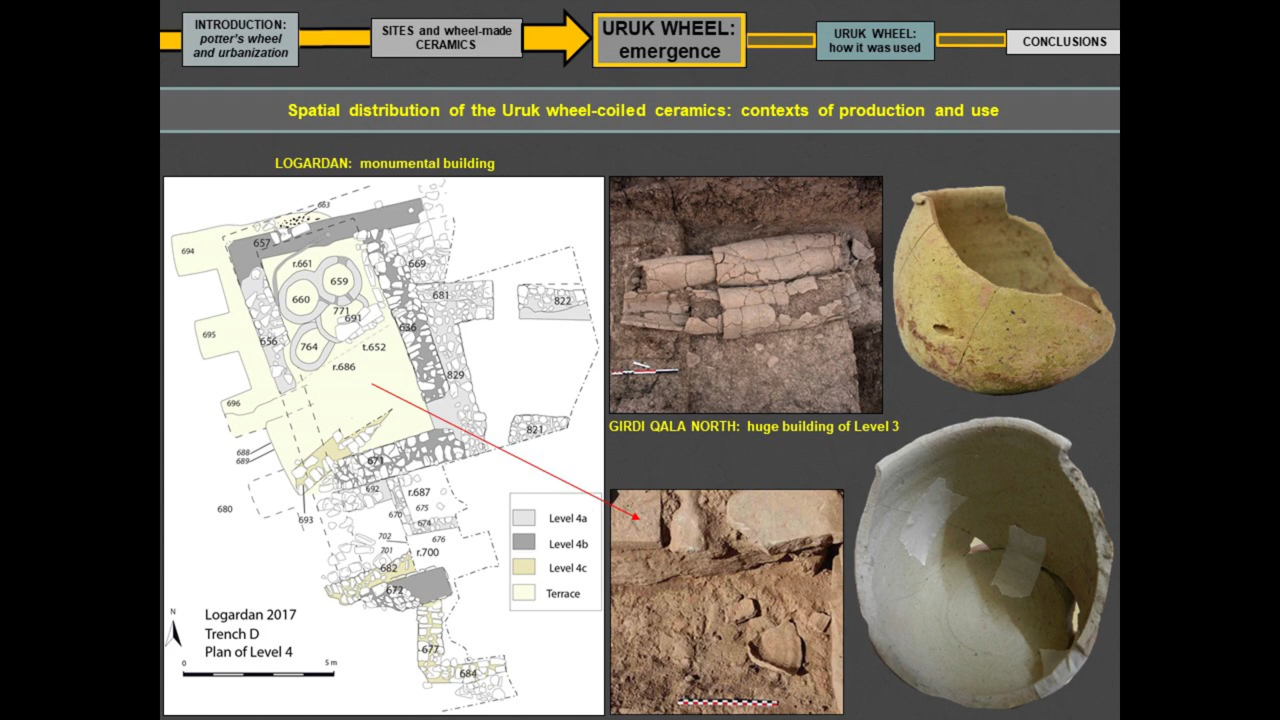 INTRODUCTION:
potter's wheel
and urbanization
SITES and wheel-made
CERAMICS
URUK WHEEL:
emergence
URUK WHEEL:
how it was used
CONCLUSIONS
Spatial distribution of the Uruk wheel-coiled ceramics: contexts of production and use
LOGARDAN: monumental building
663
694
657
r.661
669
659
660
681
822
771
691
695
636
656
764
t.652
r.686
829
696
821
688
689
671
692
r.687
680
693
670
675
674
702
676
701
r.700
682
672
677
684
Level 4a
Level 4b
Level 4c
Terrace
N
Logardan 2017
Trench D
Plan of Level 4
0 5 m
GIRDI QALA NORTH: huge building of Level 3